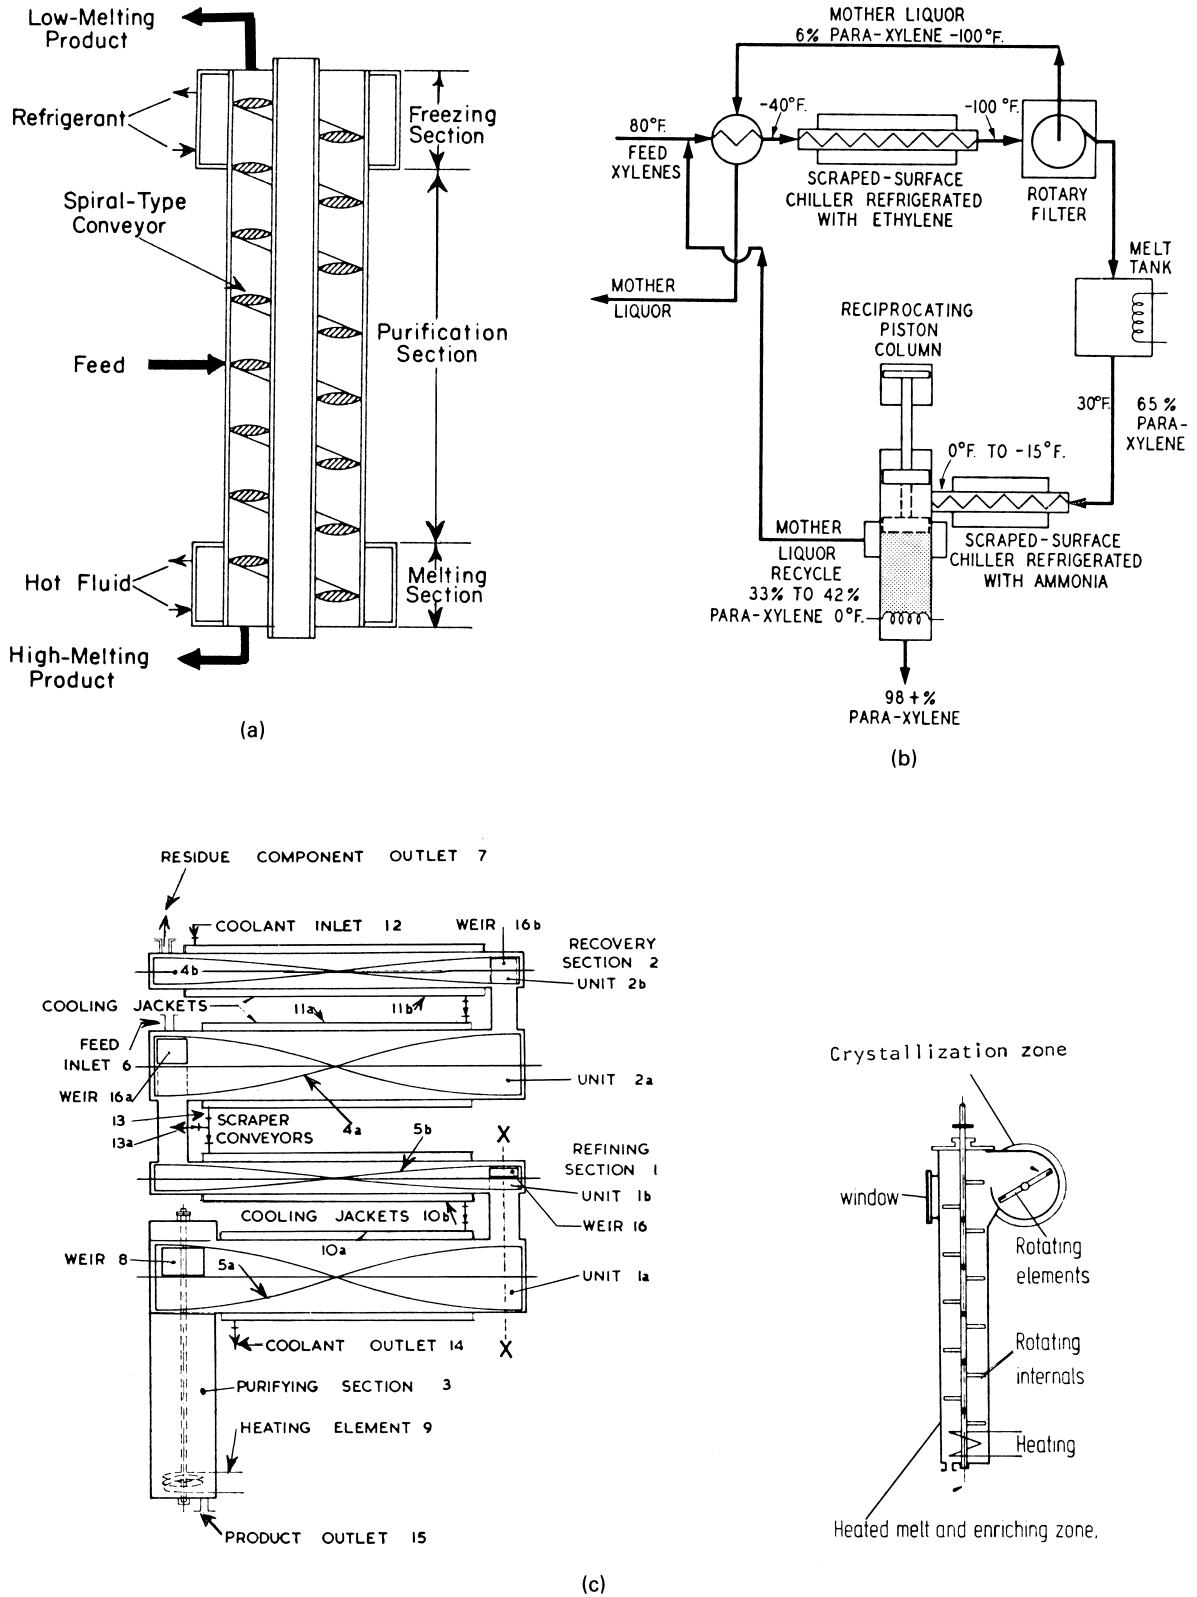 Low-Melting
Product
Refrigerant
Freezing
Section
Spiral-Type
Conveyor
Purification
Section
Feed
Melting
Section
Hot Fluid
High-Melting
Product
(a)
MOTHER LIQUOR
6% PARA-XYLENE -100°F.
80°F.
FEED
XYLENES
-40°F.
-100 °F.
SCRAPED-SURFACE
CHILLER REFRIGERATED
WITH ETHYLENE
ROTARY
FILTER
MELT
TANK
MOTHER
LIQUOR
RECIPROCATING
PISTON
COLUMN
30°F.
65 %
PARA-
XYLENE
0°F. TO -15°F.
SCRAPED-SURFACE
CHILLER REFRIGERATED
WITH AMMONIA
MOTHER
LIQUOR
RECYCLE
33% TO 42%
PARA-XYLENE 0°F.
98 + %
PARA-XYLENE
(b)
RESIDUE COMPONENT OUTLET 7
COOLANT INLET 12
WEIR 16b
RECOVERY
SECTION 2
4b
UNIT 2b
COOLING JACKETS
11a
11b
FEED
INLET 6
WEIR 16a
UNIT 2a
13
13a
SCRAPER
CONVEYORS
4a
5b
X
REFINING
SECTION 1
UNIT 1b
COOLING JACKETS 10b
WEIR 16
10a
WEIR 8
5a
UNIT 1a
COOLANT OUTLET 14
X
PURIFYING SECTION 3
HEATING ELEMENT 9
PRODUCT OUTLET 15
Crystallization zone
window
Rotating
elements
Rotating
internals
Heating
Heated melt and enriching zone.
(c)